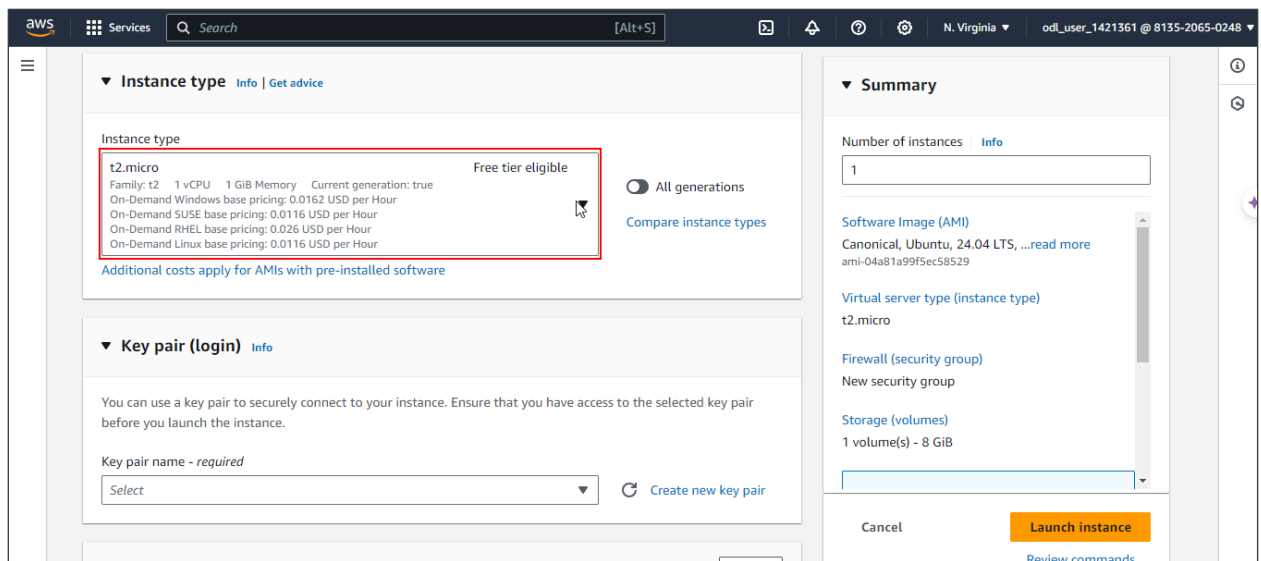 aws
Services
Search [Alt+S]
N. Virginia
odl_user_1421361 @ 8135-2065-0248
Instance type Info | Get advice
Instance type
t2.micro Free tier eligible
Family: t2 1 vCPU 1 GiB Memory Current generation: true
On-Demand Windows base pricing: 0.0162 USD per Hour
On-Demand SUSE base pricing: 0.0116 USD per Hour
On-Demand RHEL base pricing: 0.026 USD per Hour
On-Demand Linux base pricing: 0.0116 USD per Hour
All generations
Compare instance types
Additional costs apply for AMIs with pre-installed software
Key pair (login) Info
You can use a key pair to securely connect to your instance. Ensure that you have access to the selected key pair
before you launch the instance.
Key pair name - required
Select
Create new key pair
Summary
Number of instances Info
1
Software Image (AMI)
Canonical, Ubuntu, 24.04 LTS, ...read more
ami-04a81a99f5ec58529
Virtual server type (instance type)
t2.micro
Firewall (security group)
New security group
Storage (volumes)
1 volume(s) - 8 GiB
Cancel
Launch instance
Review commands